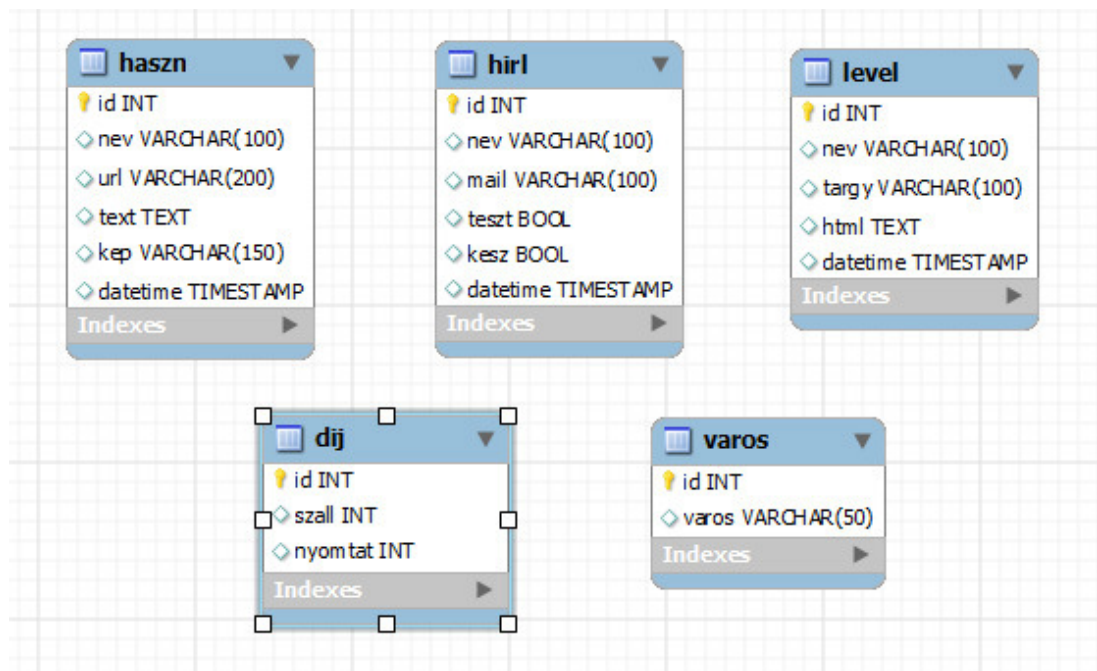 haszn
id INT
nev VARCHAR(100)
url VARCHAR(200)
text TEXT
kep VARCHAR(150)
datetime TIMESTAMP
Indexes
hirl
id INT
nev VARCHAR(100)
mail VARCHAR(100)
teszt BOOL
kesz BOOL
datetime TIMESTAMP
Indexes
level
id INT
nev VARCHAR(100)
targy VARCHAR(100)
html TEXT
datetime TIMESTAMP
Indexes
dij
id INT
szall INT
nyomtat INT
Indexes
varos
id INT
varos VARCHAR(50)
Indexes